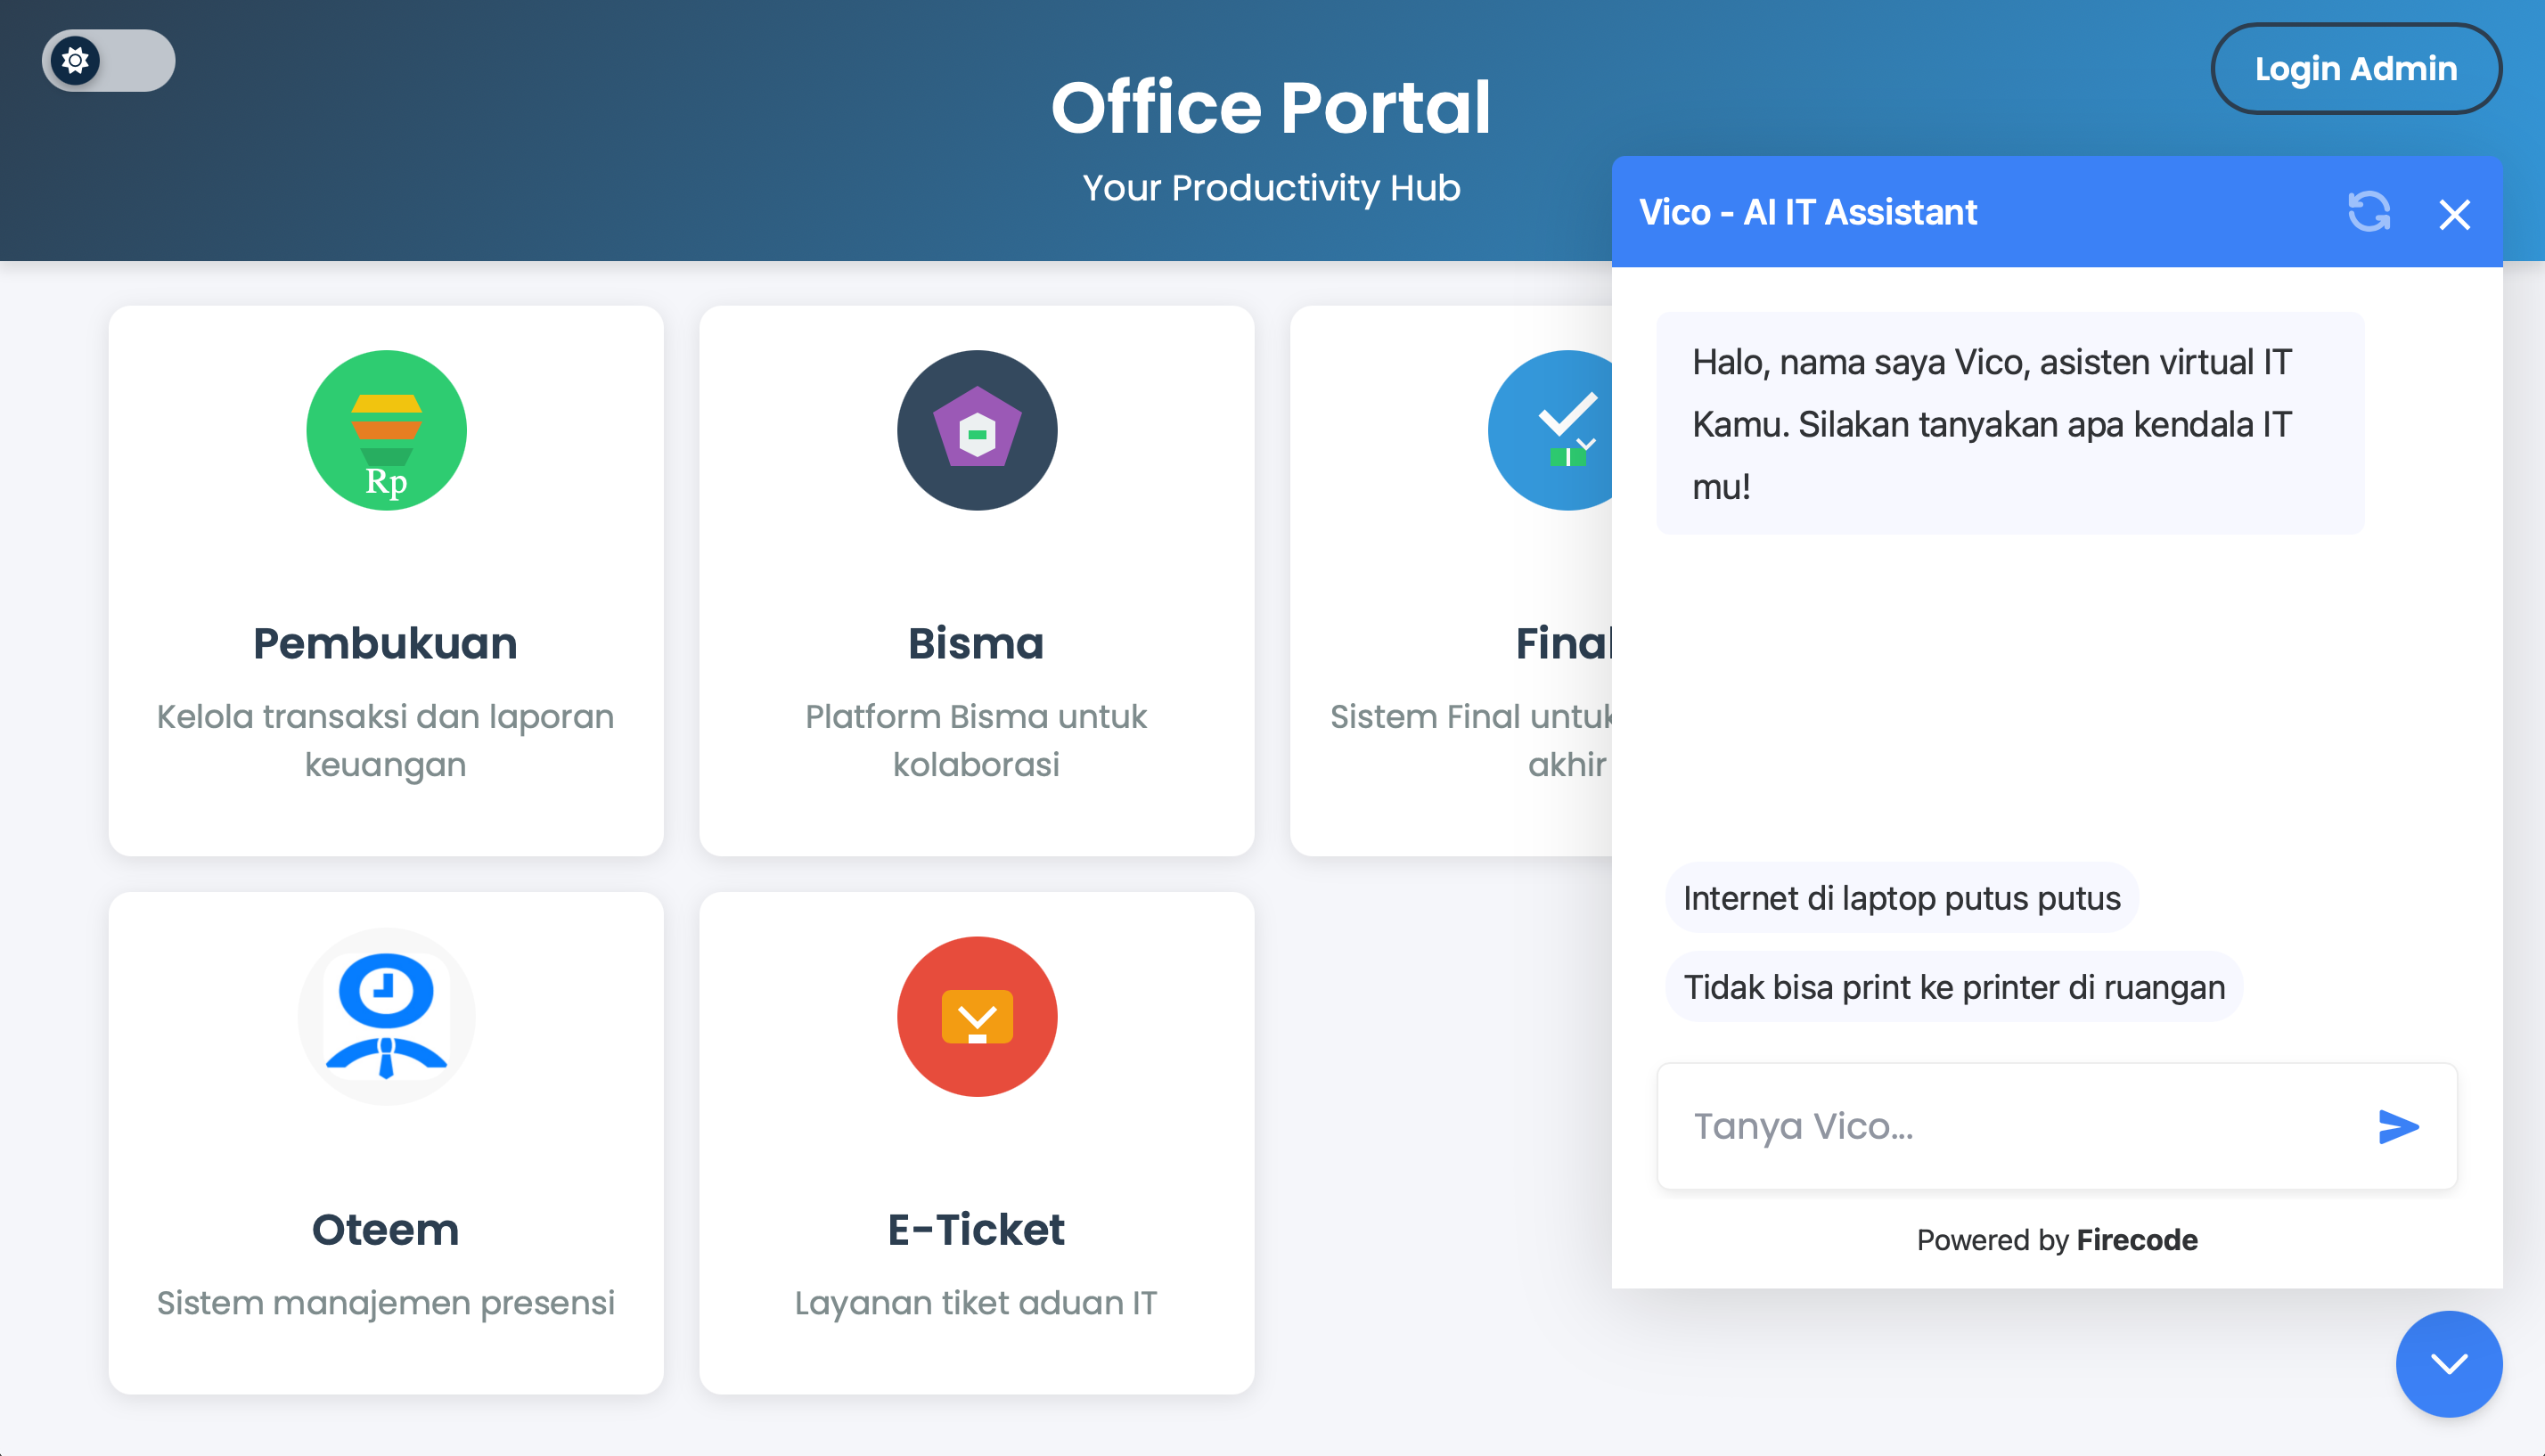 Office Portal
Your Productivity Hub
Login Admin
Rp
Pembukuan
Kelola transaksi dan laporan
keuangan
Bisma
Platform Bisma untuk
kolaborasi
Final
Sistem Final untuk
akhir
Oteem
Sistem manajemen presensi
E-Ticket
Layanan tiket aduan IT
Vico - AI IT Assistant
Halo, nama saya Vico, asisten virtual IT
Kamu. Silakan tanyakan apa kendala IT
mu!
Internet di laptop putus putus
Tidak bisa print ke printer di ruangan
Tanya Vico...
Powered by Firecode